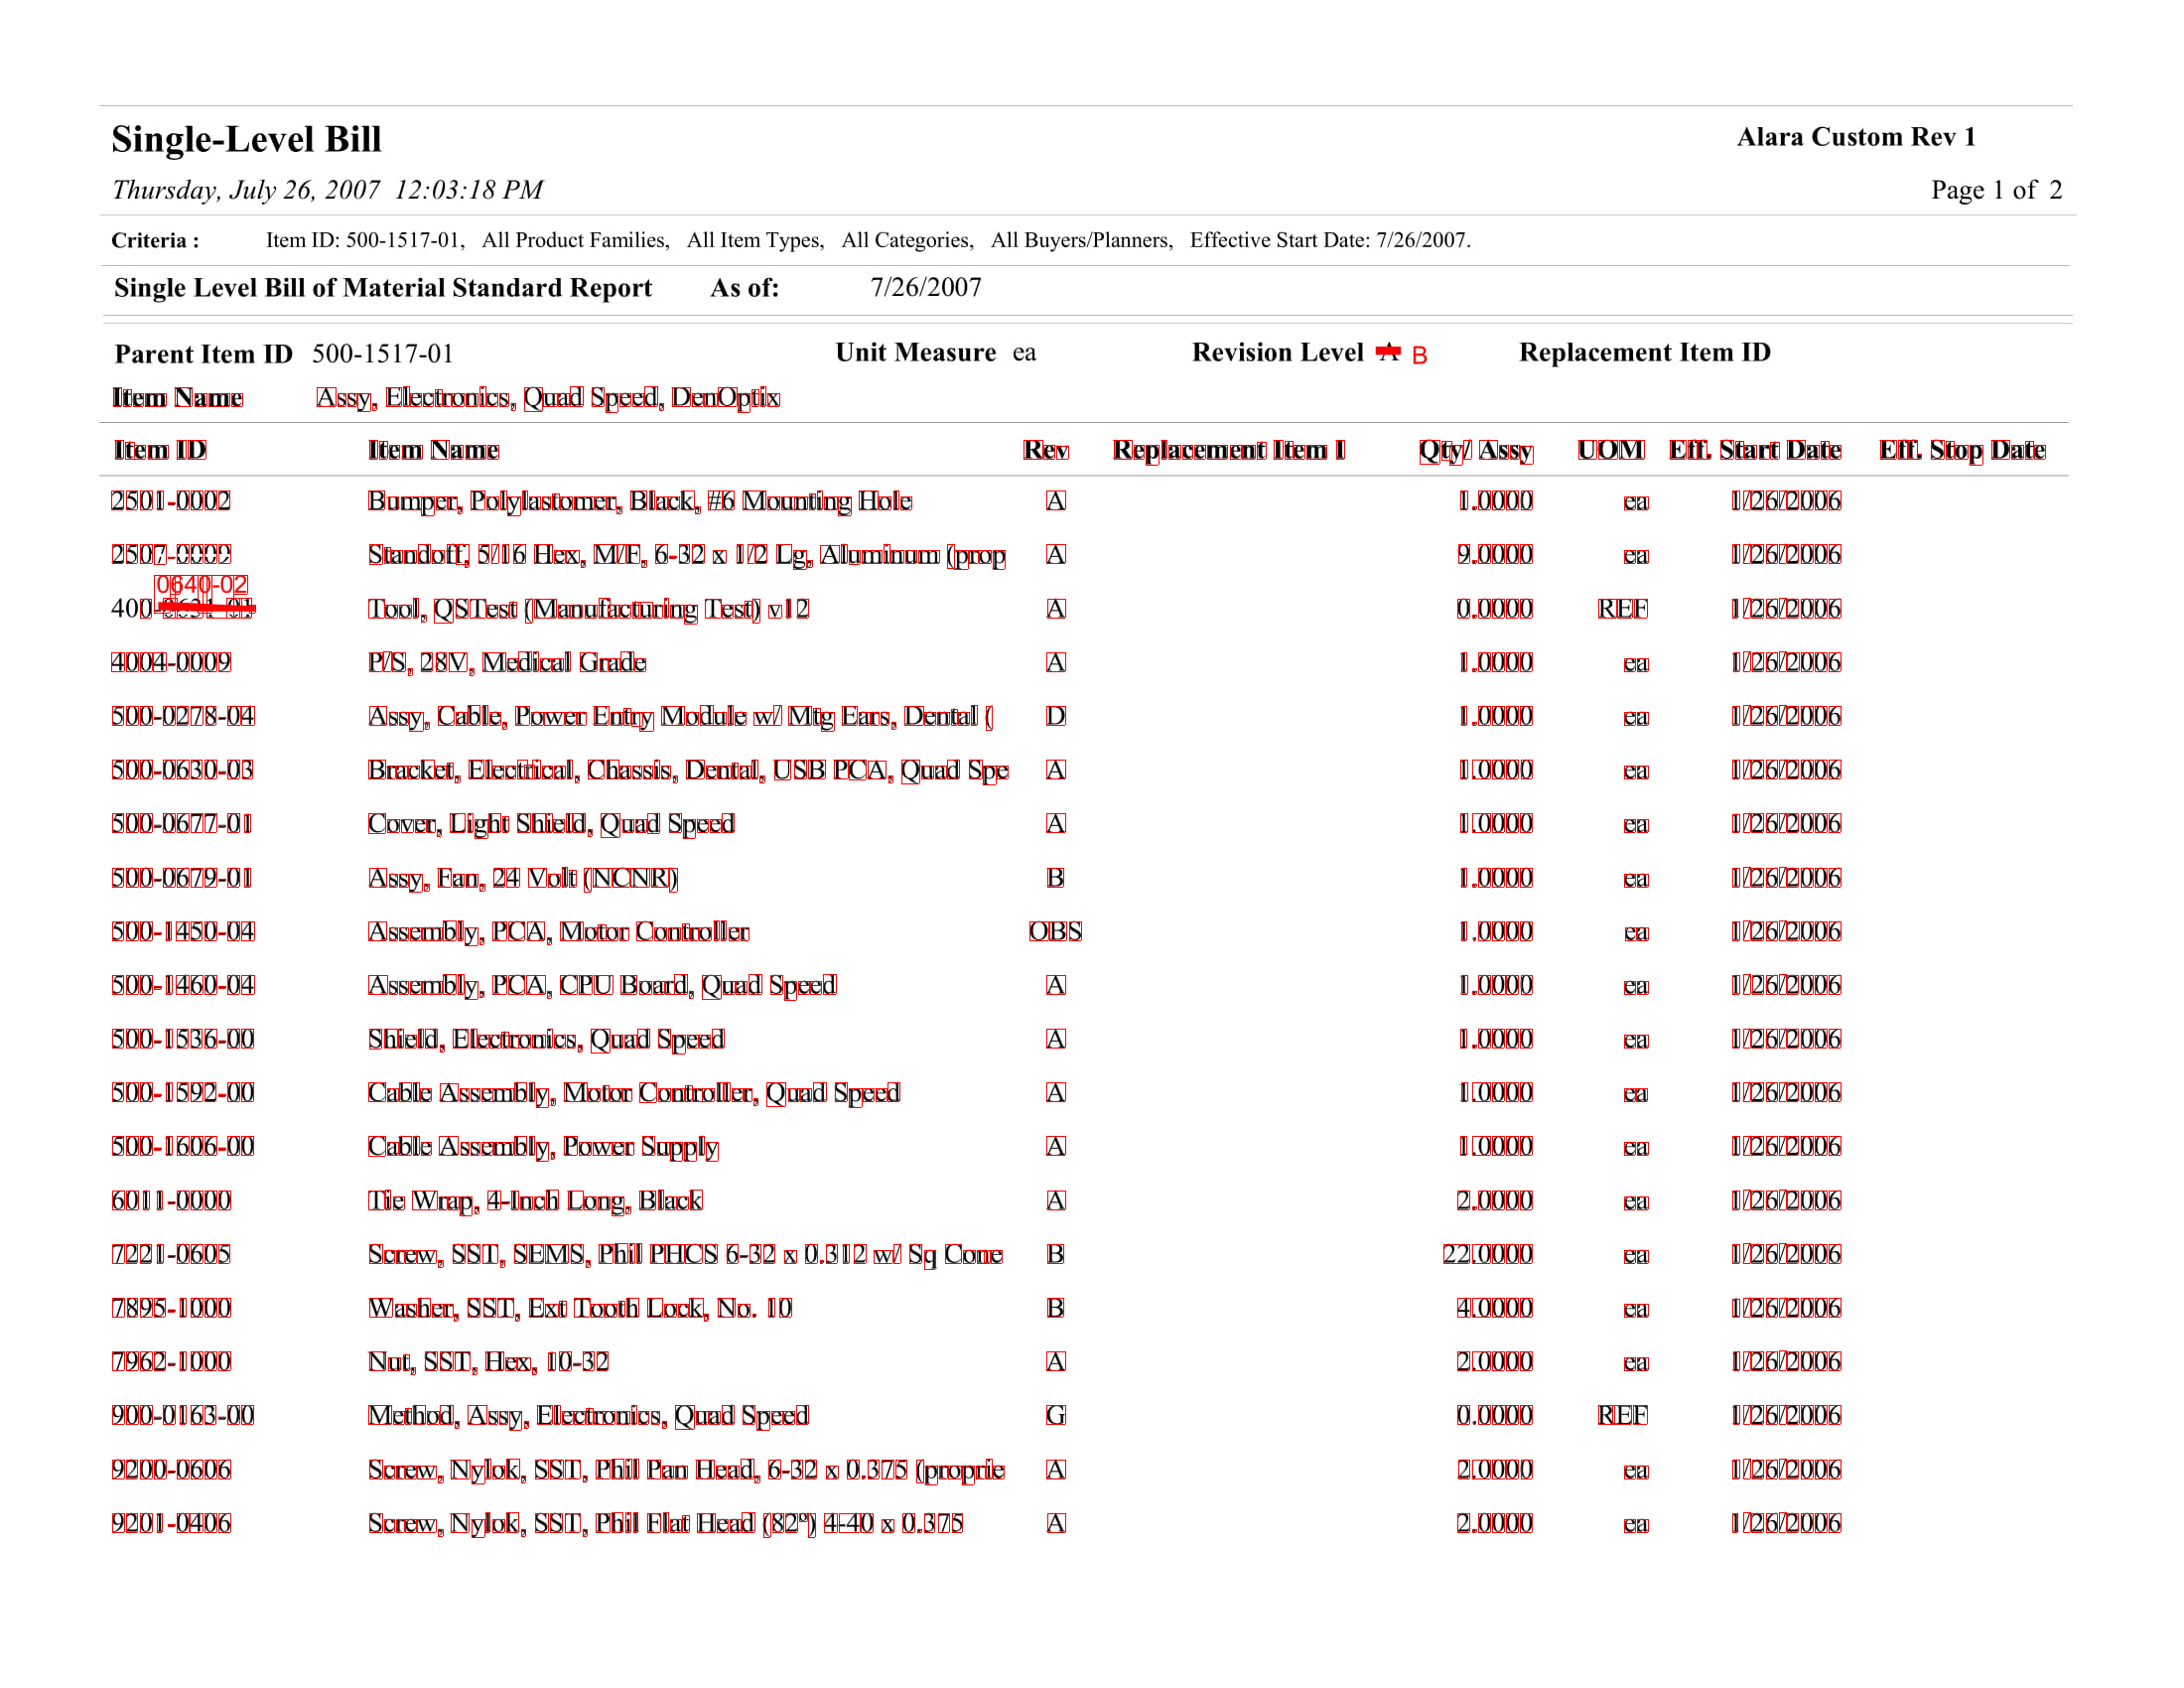 Single-Level Bill Alara Custom Rev 1
Thursday, July 26, 2007 12:03:18 PM Page 1 of 2
Criteria : Item ID: 500-1517-01, All Product Families, All Item Types, All Categories, All Buyers/Planners, Effective Start Date: 7/26/2007.
Single Level Bill of Material Standard Report As of: 7/26/2007
Parent Item ID 500-1517-01 Unit Measure ea Revision Level A B Replacement Item ID
Item Name Assy, Electronics, Quad Speed, DenOptix
Item ID Item Name Rev Replacement Item I Qty/ Assy UOM Eff. Start Date Eff. Stop Date
2501-0002 Bumper, Polylastomer, Black, #6 Mounting Hole A 1.0000 ea 1/26/2006
2507-0009 Standoff, 5/16 Hex, M/F, 6-32 x 1/2 Lg, Aluminum (prop A 9.0000 ea 1/26/2006
0640-02
400- Tool, QSTest (Manufacturing Test) v12 A 0.0000 REF 1/26/2006
4004-0009 P/S, 28V, Medical Grade A 1.0000 ea 1/26/2006
500-0278-04 Assy, Cable, Power Entry Module w/ Mtg Ears, Dental ( D 1.0000 ea 1/26/2006
500-0630-03 Bracket, Electrical, Chassis, Dental, USB PCA, Quad Spe A 1.0000 ea 1/26/2006
500-0677-01 Cover, Light Shield, Quad Speed A 1.0000 ea 1/26/2006
500-0679-01 Assy, Fan, 24 Volt (NCNR) B 1.0000 ea 1/26/2006
500-1450-04 Assembly, PCA, Motor Controller OBS 1.0000 ea 1/26/2006
500-1460-04 Assembly, PCA, CPU Board, Quad Speed A 1.0000 ea 1/26/2006
500-1536-00 Shield, Electronics, Quad Speed A 1.0000 ea 1/26/2006
500-1592-00 Cable Assembly, Motor Controller, Quad Speed A 1.0000 ea 1/26/2006
500-1606-00 Cable Assembly, Power Supply A 1.0000 ea 1/26/2006
6011-0000 Tie Wrap, 4-Inch Long, Black A 2.0000 ea 1/26/2006
7221-0605 Screw, SST, SEMS, Phil PHCS 6-32 x 0.312 w/ Sq Cone B 22.0000 ea 1/26/2006
7895-1000 Washer, SST, Ext Tooth Lock, No. 10 B 4.0000 ea 1/26/2006
7962-1000 Nut, SST, Hex, 10-32 A 2.0000 ea 1/26/2006
900-0163-00 Method, Assy, Electronics, Quad Speed G 0.0000 REF 1/26/2006
9200-0606 Screw, Nylok, SST, Phil Pan Head, 6-32 x 0.375 (proprie A 2.0000 ea 1/26/2006
9201-0406 Screw, Nylok, SST, Phil Flat Head (82º) 4-40 x 0.375 A 2.0000 ea 1/26/2006